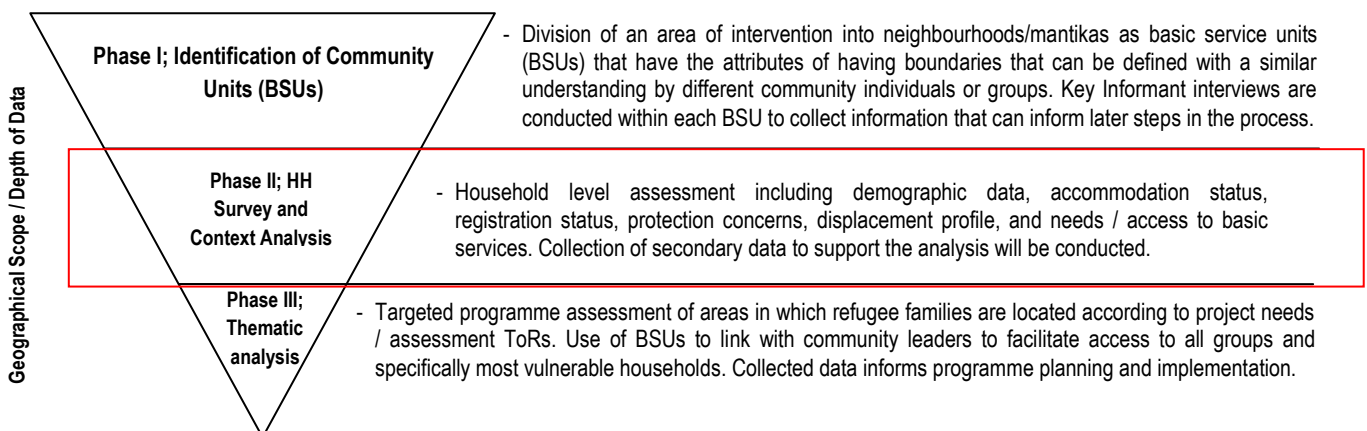 Geographical Scope / Depth of Data
Phase I; Identification of Community
Units (BSUs)
- Division of an area of intervention into neighbourhoods/mantikas as basic service units
(BSUs) that have the attributes of having boundaries that can be defined with a similar
understanding by different community individuals or groups. Key Informant interviews are
conducted within each BSU to collect information that can inform later steps in the process.
Phase II; HH
Survey and
Context Analysis
- Household level assessment including demographic data, accommodation status,
registration status, protection concerns, displacement profile, and needs / access to basic
services. Collection of secondary data to support the analysis will be conducted.
Phase III;
Thematic
analysis
- Targeted programme assessment of areas in which refugee families are located according to project needs
/ assessment ToRs. Use of BSUs to link with community leaders to facilitate access to all groups and
specifically most vulnerable households. Collected data informs programme planning and implementation.